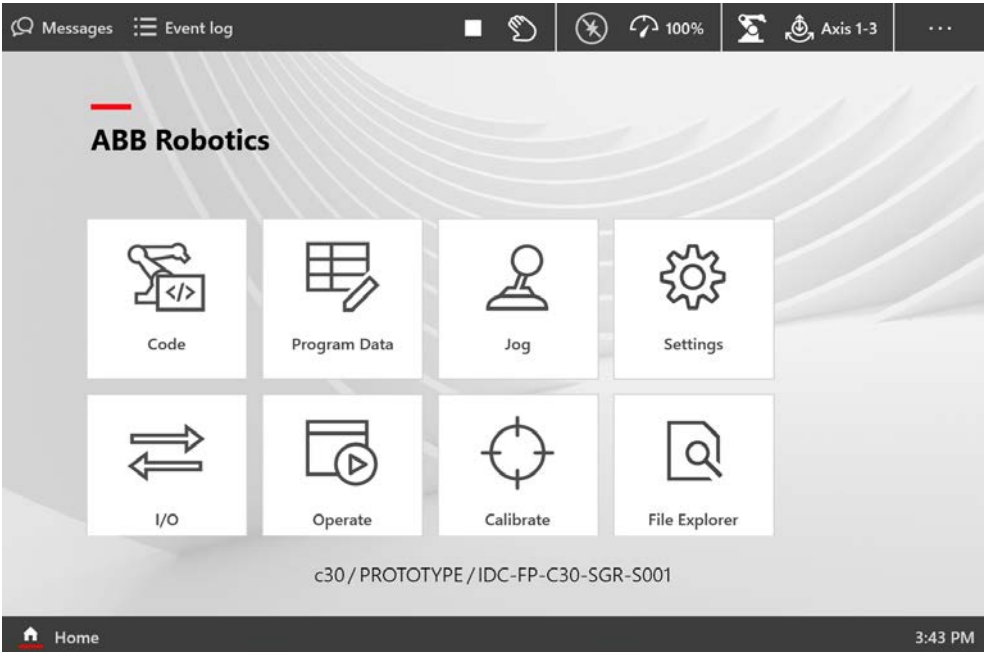 Messages Event log 100% Axis 1-3 ...
ABB Robotics
</>
Code Program Data Jog Settings
I/O Operate Calibrate File Explorer
c30 / PROTOTYPE / IDC-FP-C30-SGR-S001
Home 3:43 PM